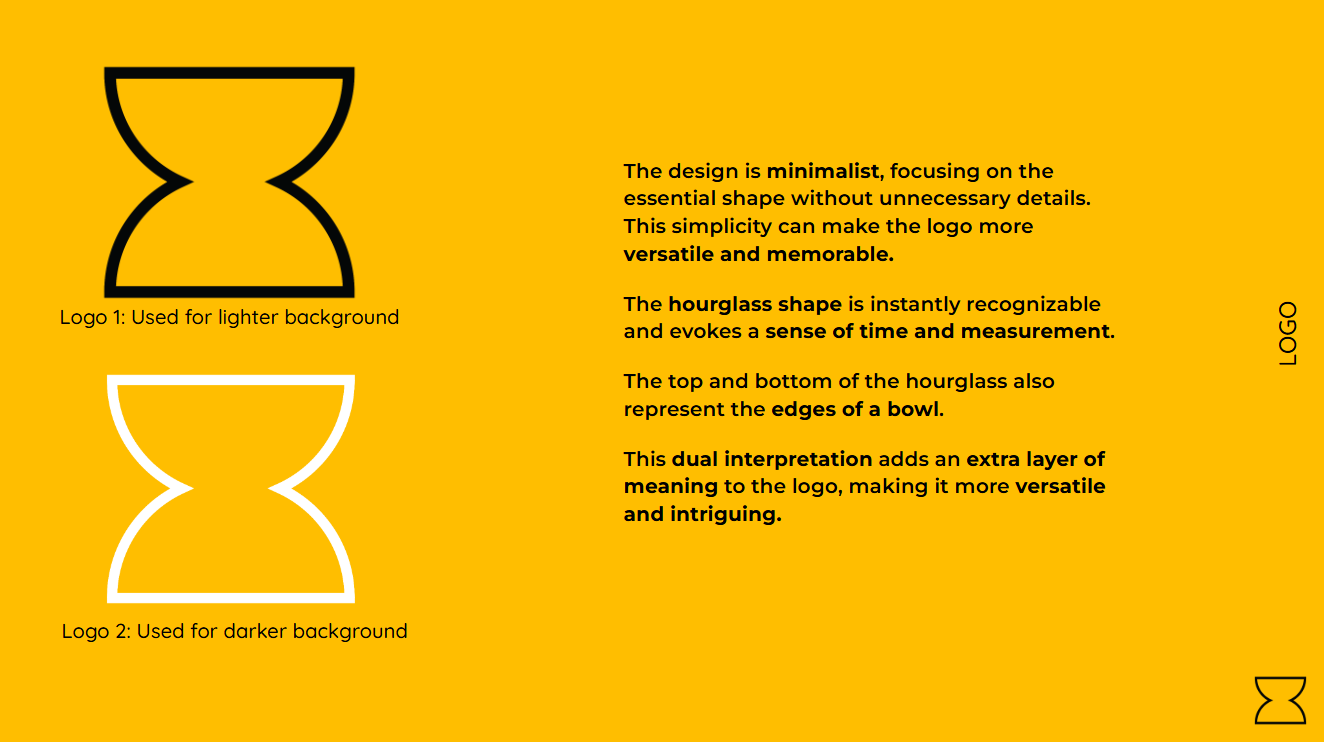 Logo 1: Used for lighter background
Logo 2: Used for darker background
The design is minimalist, focusing on the
essential shape without unnecessary details.
This simplicity can make the logo more
versatile and memorable.
The hourglass shape is instantly recognizable
and evokes a sense of time and measurement.
The top and bottom of the hourglass also
represent the edges of a bowl.
This dual interpretation adds an extra layer of
meaning to the logo, making it more versatile
and intriguing.
LOGO